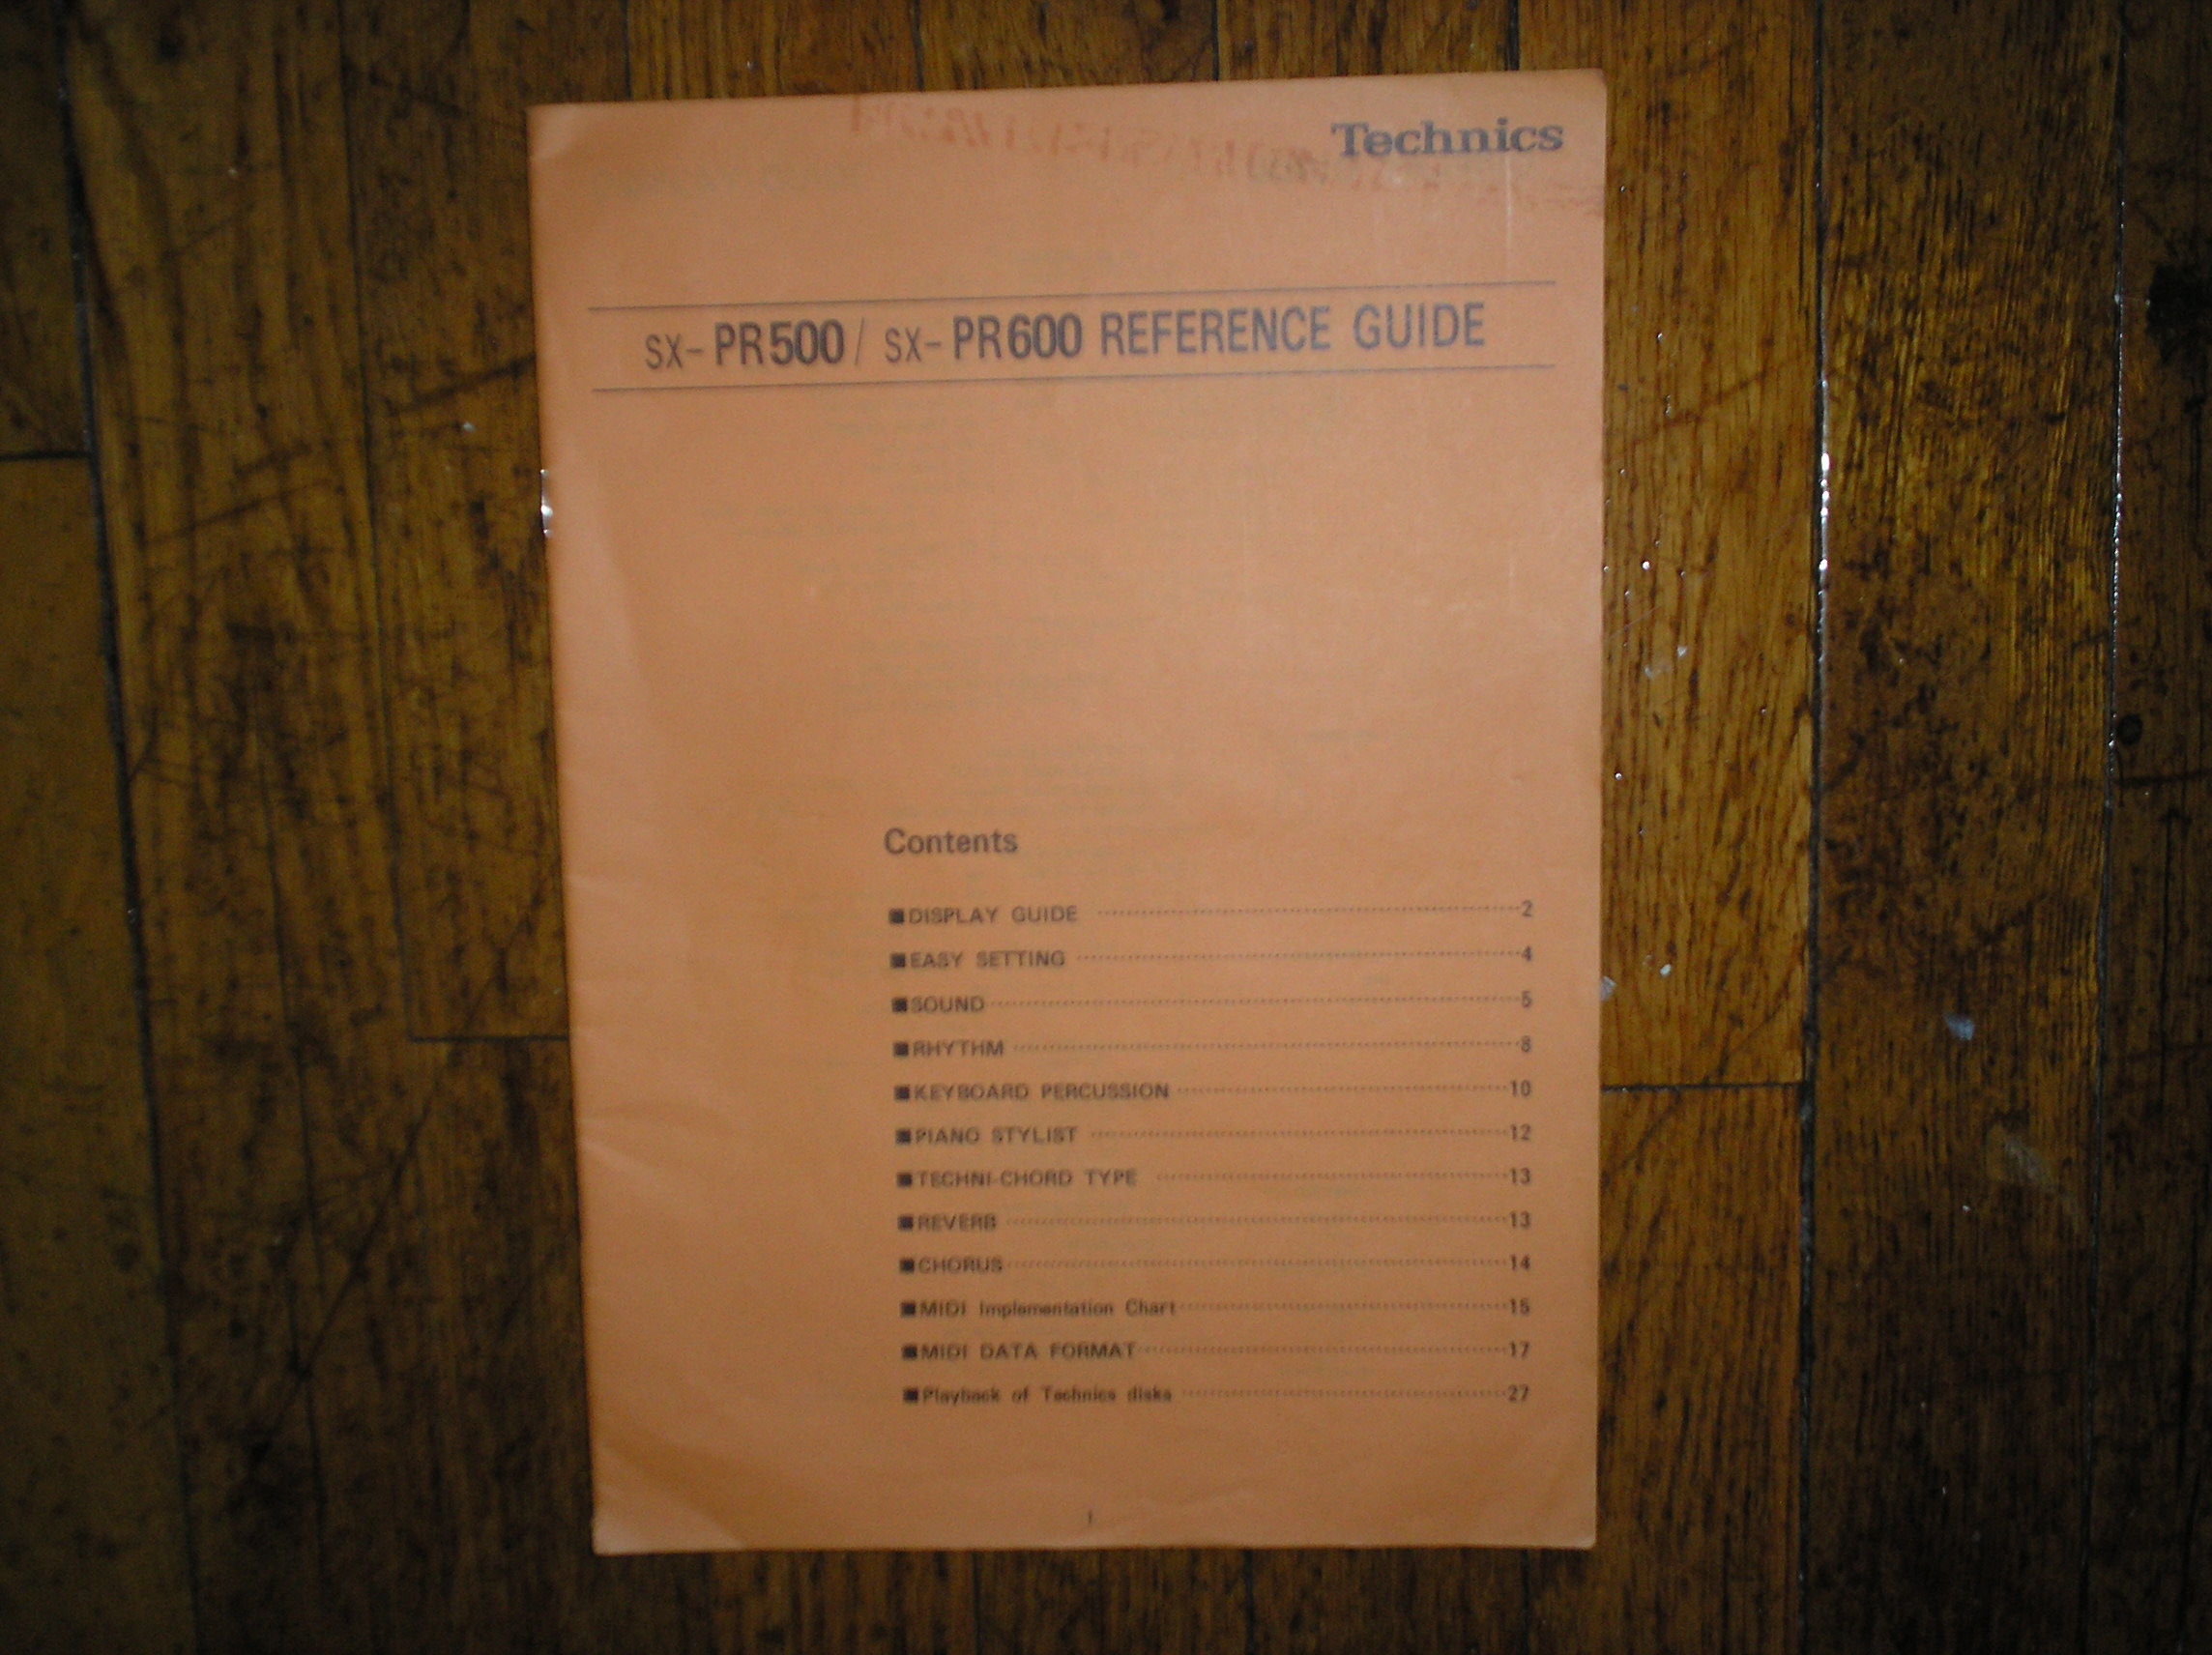 Technics
SX-PR500 / SX-PR600 REFERENCE GUIDE
Contents
■DISPLAY GUIDE ········ 2
■EASY SETTING ········ 4
■SOUND ········ 5
■RHYTHM ········ 8
■KEYBOARD PERCUSSION ········ 10
■PIANO STYLIST ········ 12
■TECHNI-CHORD TYPE ········ 13
■REVERB ········ 13
■CHORUS ········ 14
■MIDI Implementation Chart ········ 15
■MIDI DATA FORMAT ········ 17
■Playback of Technics disks ········ 27
1